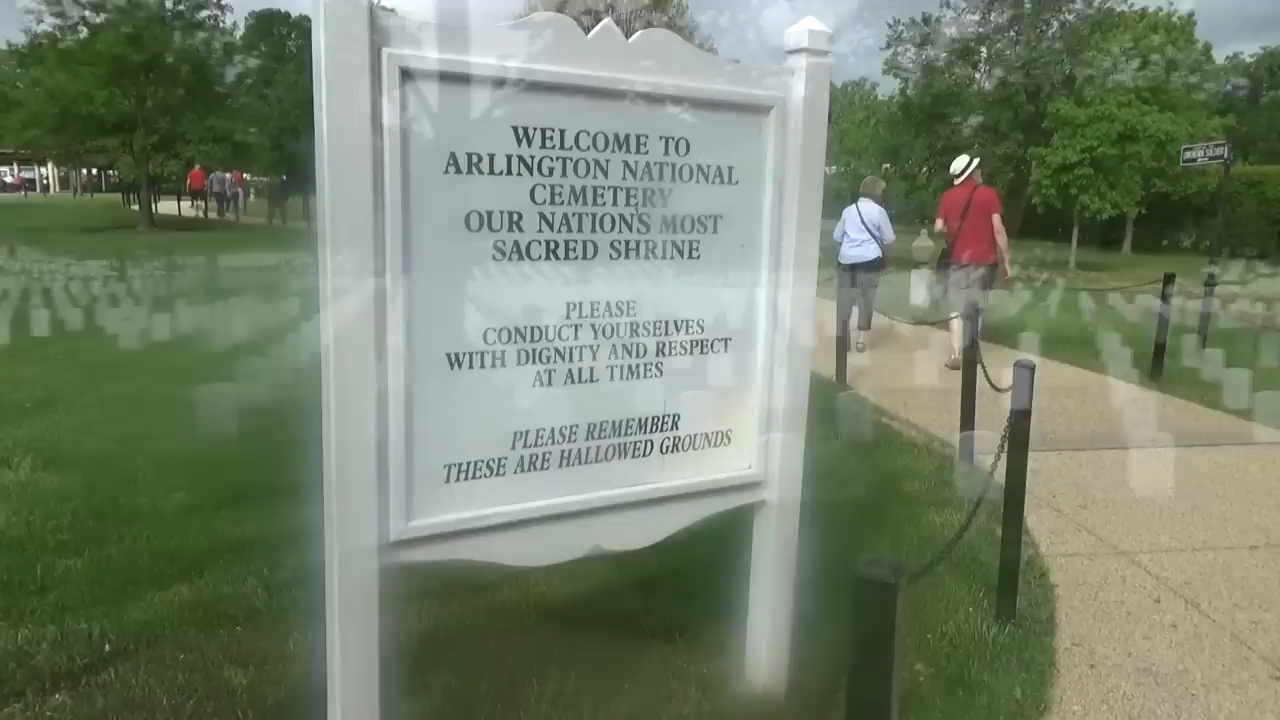 WELCOME TO
ARLINGTON NATIONAL
CEMETERY
OUR NATION'S MOST
SACRED SHRINE
PLEASE
CONDUCT YOURSELVES
WITH DIGNITY AND RESPECT
AT ALL TIMES
PLEASE REMEMBER
THESE ARE HALLOWED GROUNDS